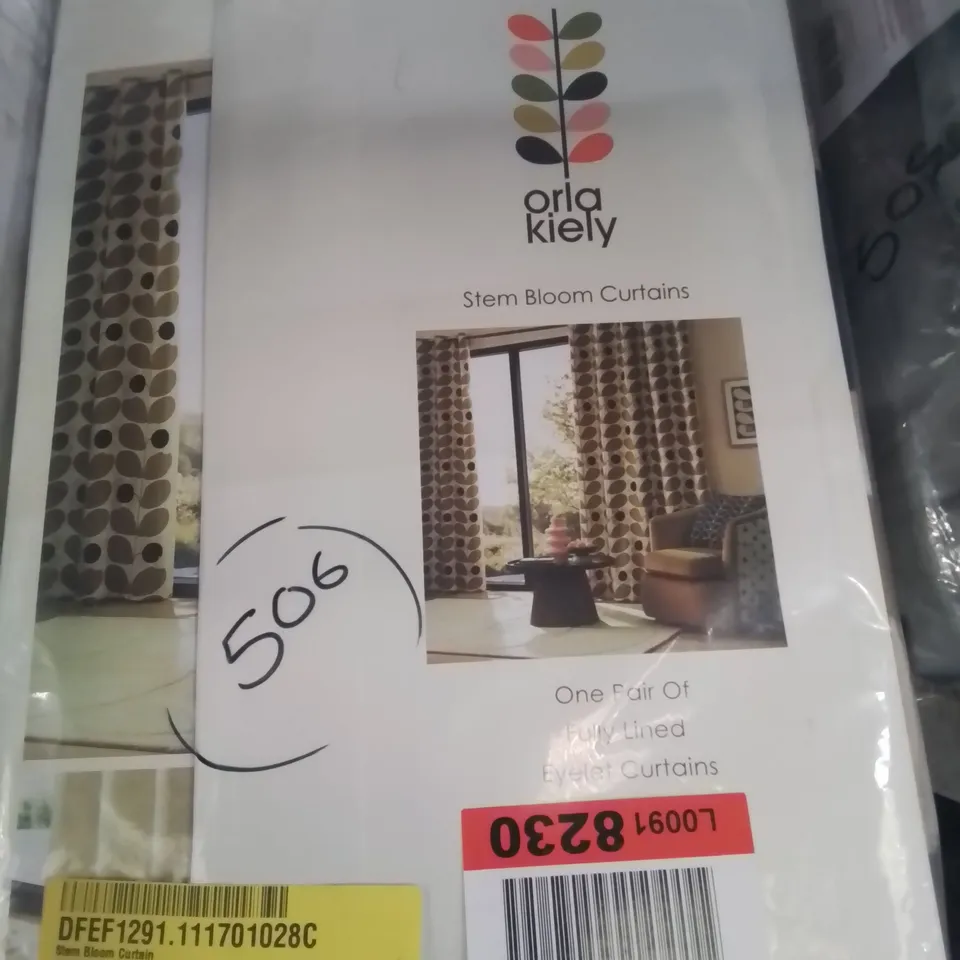 orla
kiely
Stem Bloom Curtains
506
One Pair Of
Fully Lined
Eyelet Curtains
L0091 8230
DFEF1291.111701028C
Stem Bloom Curtain